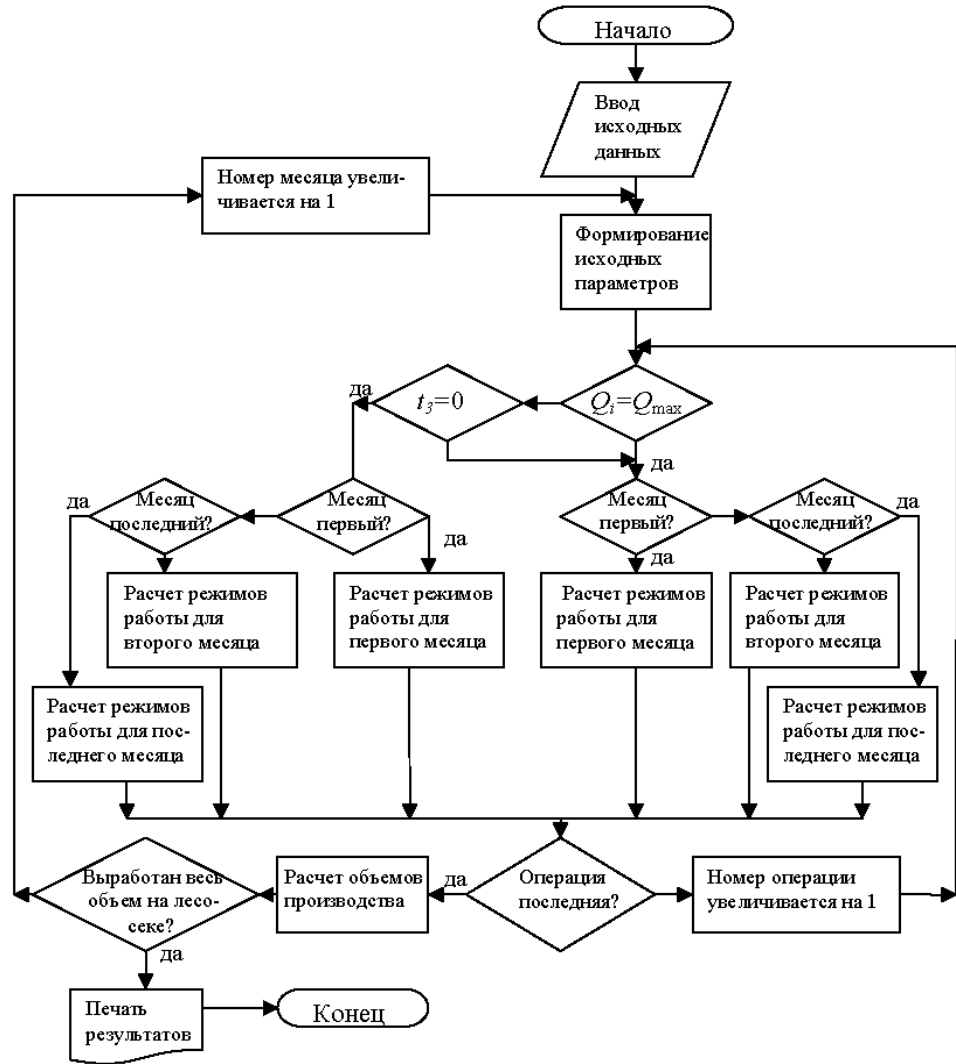 Начало
Ввод
исходных
данных
Номер месяца увели-
чивается на 1
Формирование
исходных
параметров
да
t3=0
Qi=Qmax
да
да
Месяц
последний?
Месяц
первый?
да
Месяц
первый?
да
Месяц
последний?
да
Расчет режимов
работы для
второго месяца
Расчет режимов
работы для
первого месяца
Расчет режимов
работы для
первого месяца
Расчет режимов
работы для
второго месяца
Расчет режимов
работы для пос-
леднего месяца
Расчет режимов
работы для пос-
леднего месяца
Выработан весь
объем на лесо-
секе?
да
Расчет объемов
производства
да
Операция
последняя?
Номер операции
увеличивается на 1
Печать
результатов
Конец